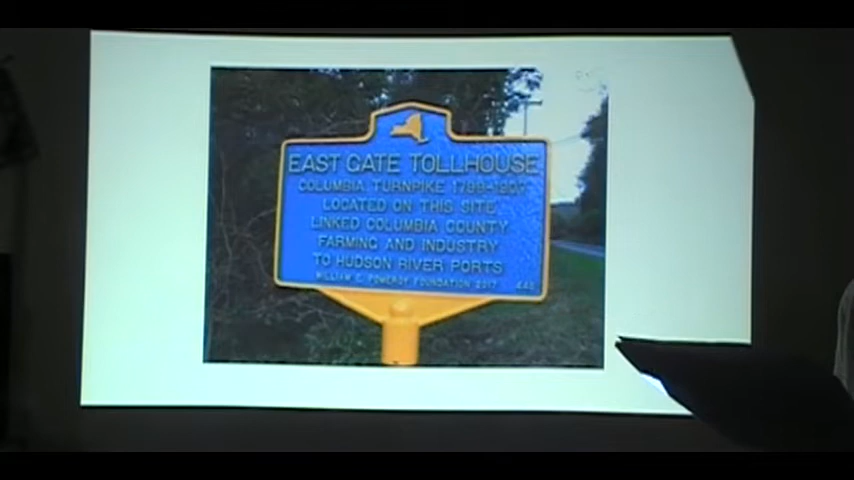 EAST GATE TOLLHOUSE
COLUMBIA TURNPIKE 1799-1907
LOCATED ON THIS SITE
LINKED COLUMBIA COUNTY
FARMING AND INDUSTRY
TO HUDSON RIVER PORTS
WILLIAM C. POMEROY FOUNDATION 2017 448